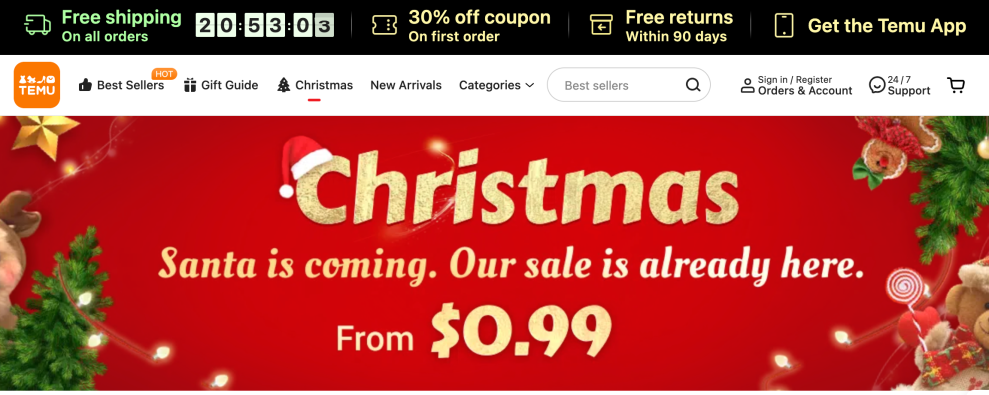 Free shipping
On all orders
20:53:03
30% off coupon
On first order
Free returns
Within 90 days
Get the Temu App
TEMU
Best Sellers
HOT
Gift Guide
Christmas
New Arrivals
Categories
Best sellers
Sign in / Register
Orders & Account
24/7
Support
Christmas
Santa is coming. Our sale is already here.
From $0.99